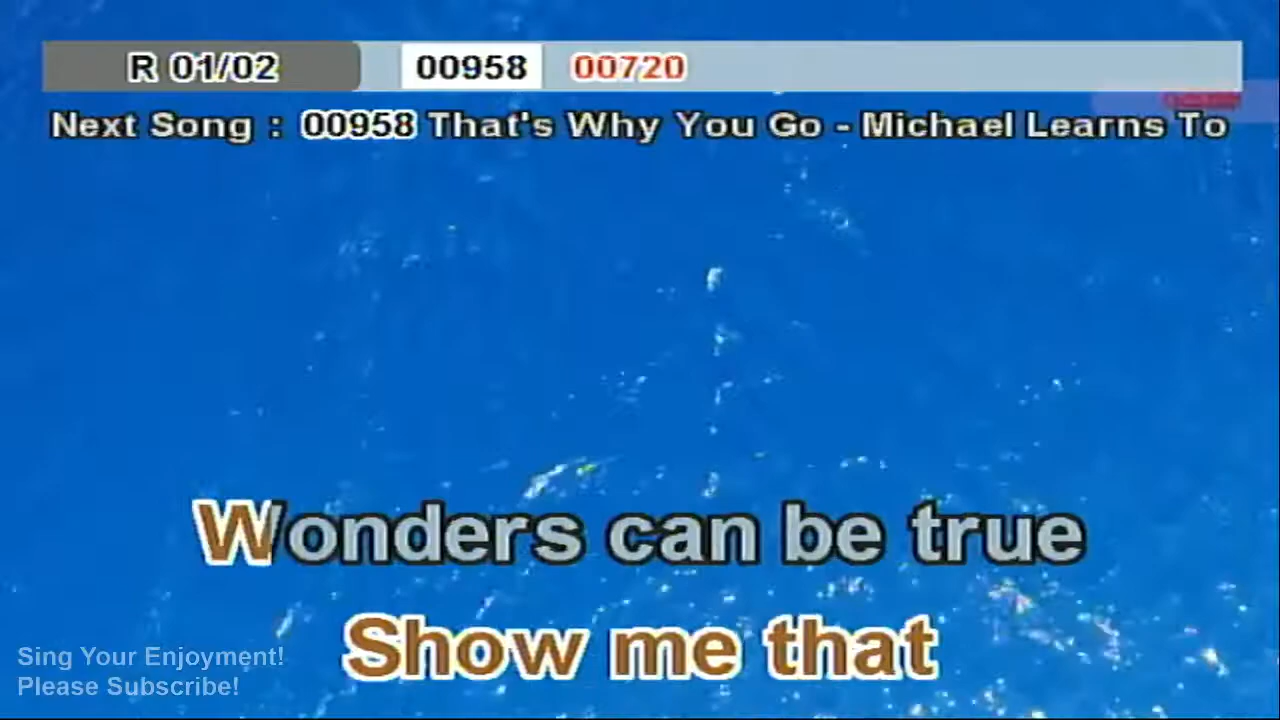 R 01/02 00958 00720
Next Song : 00958 That's Why You Go - Michael Learns To
Wonders can be true
Show me that
Sing Your Enjoyment!
Please Subscribe!